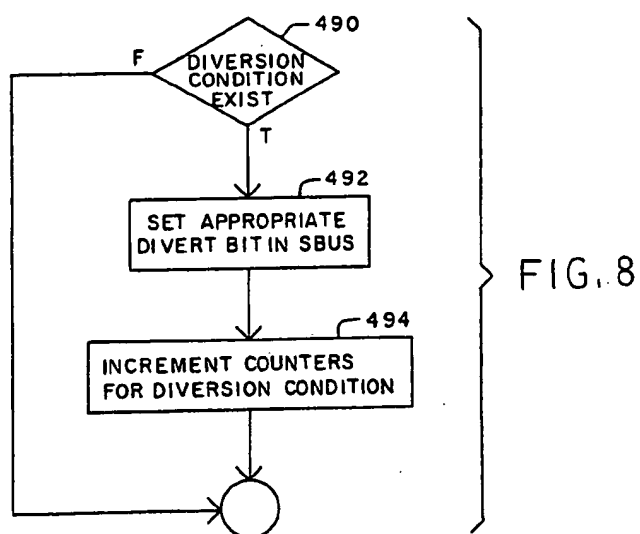 490
F
DIVERSION
CONDITION
EXIST
T
492
SET APPROPRIATE
DIVERT BIT IN SBUS
494
INCREMENT COUNTERS
FOR DIVERSION CONDITION
FIG. 8